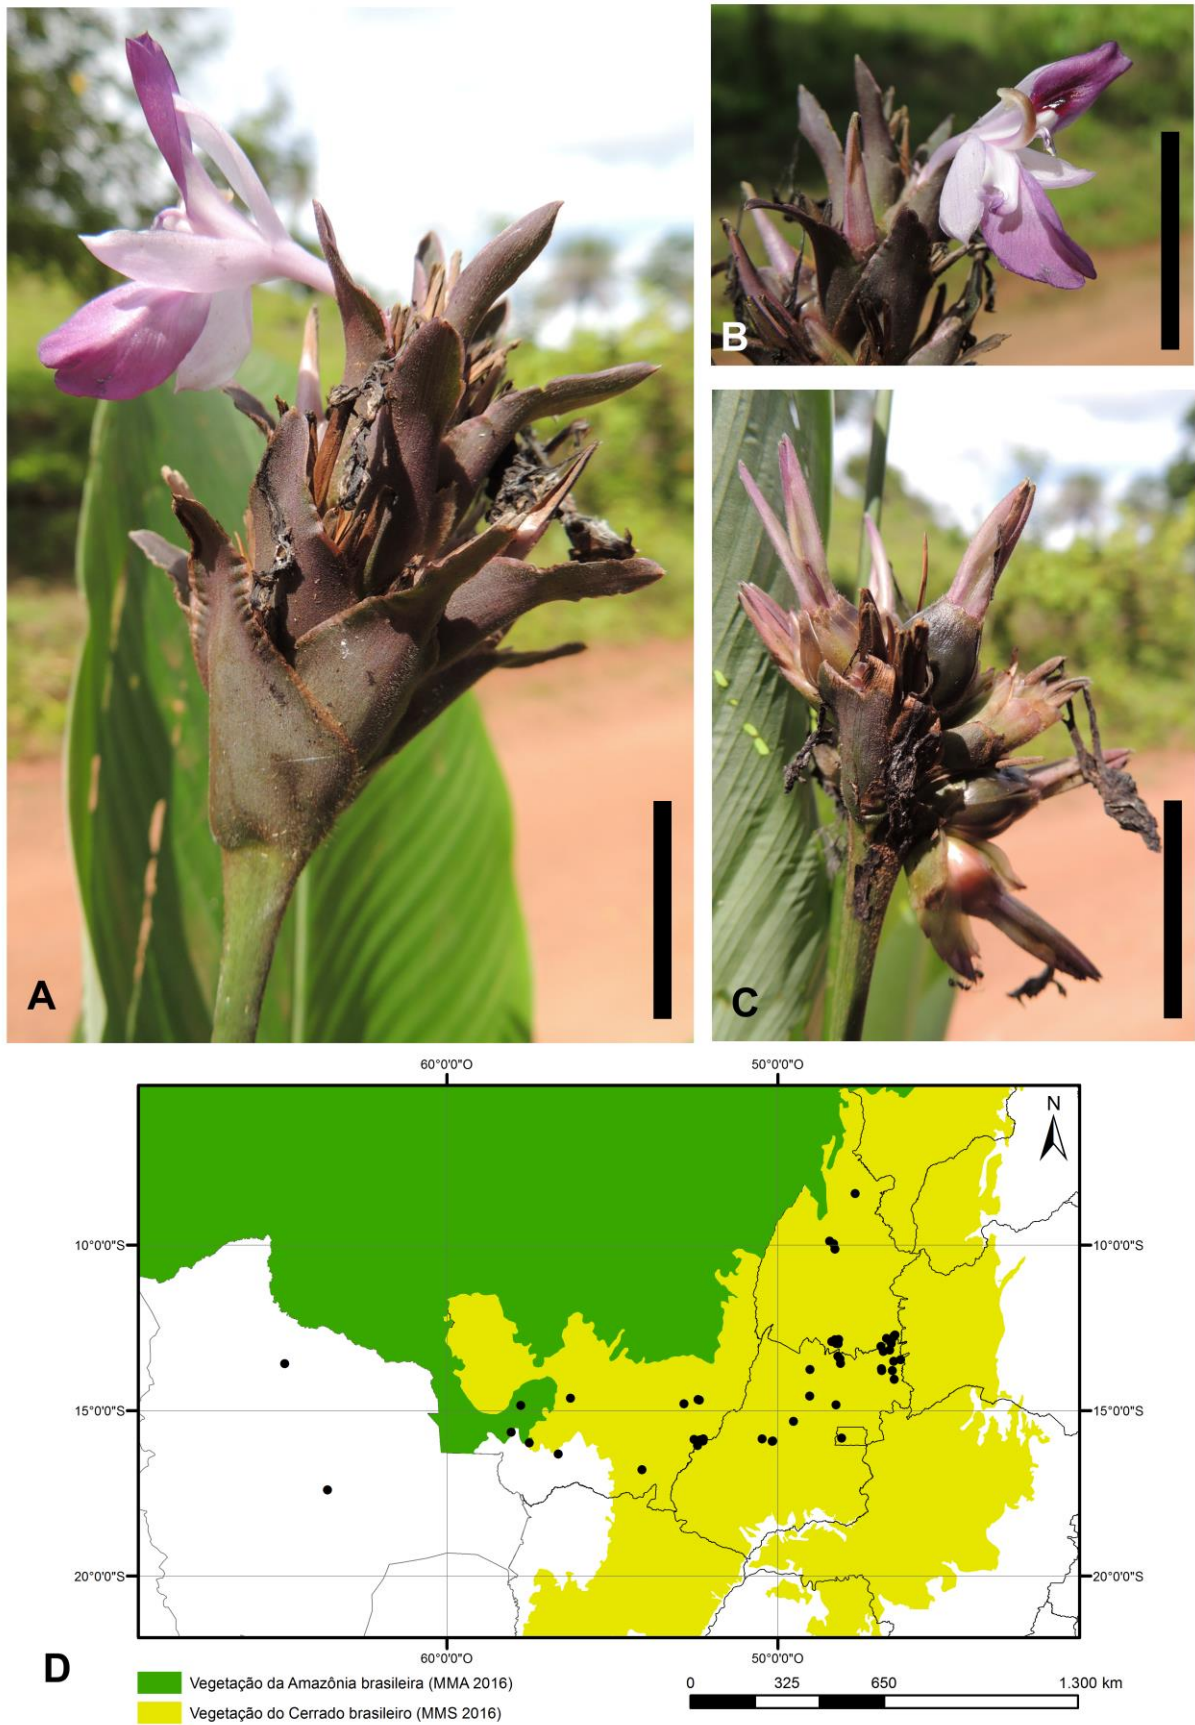 A
B
C
60°0'0"O 50°0'0"O
N
10°0'0"S 10°0'0"S
15°0'0"S 15°0'0"S
20°0'0"S 20°0'0"S
60°0'0"O 50°0'0"O
D
Vegetação da Amazônia brasileira (MMA 2016)
Vegetação do Cerrado brasileiro (MMS 2016)
0 325 650 1.300 km